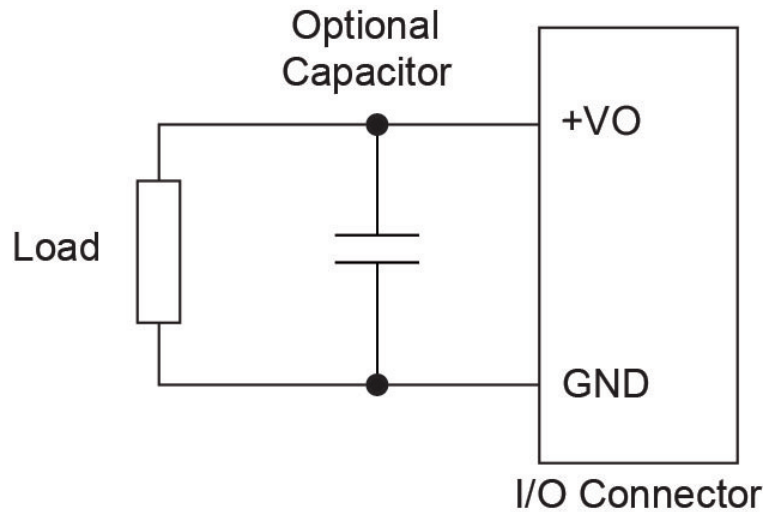 Optional
Capacitor
+VO
Load
GND
I/O Connector